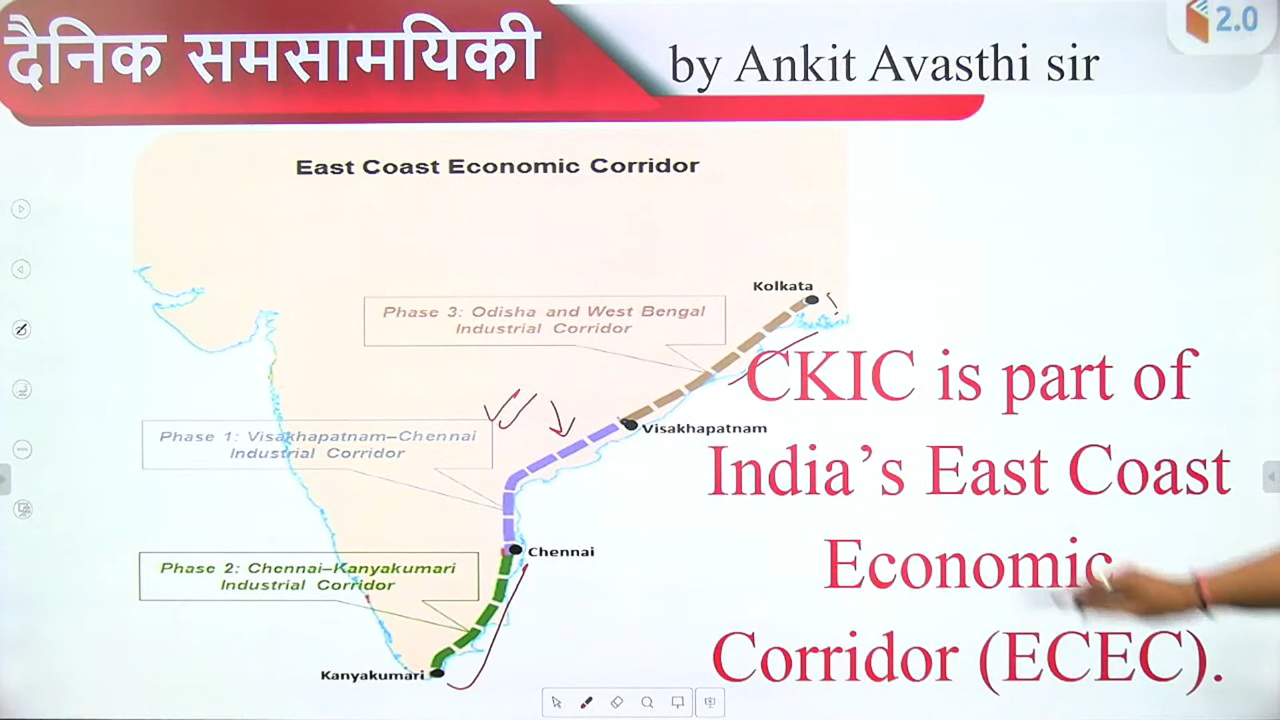 दैनिक समसामयिकी
by Ankit Avasthi sir
2.0
East Coast Economic Corridor
Kolkata
Phase 3: Odisha and West Bengal
Industrial Corridor
Visakhapatnam
Phase 1: Visakhapatnam–Chennai
Industrial Corridor
Chennai
Phase 2: Chennai–Kanyakumari
Industrial Corridor
Kanyakumari
CKIC is part of
India’s East Coast
Economic
Corridor (ECEC).